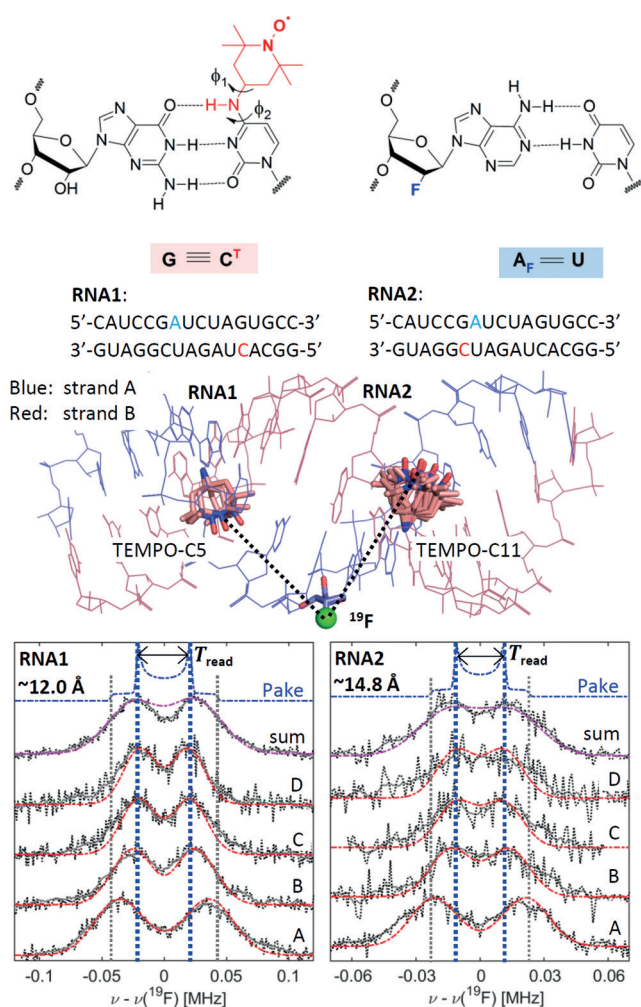 O•
N
ϕ1
H-N
ϕ2
O
O
N
N
O
N
N-H
N
O
OH
N-H
H
O
N
H
N-H
O
O
N
N
O
N
N
H-N
N
O
F
O
G ≡ C^T
A_F = U
RNA1:
RNA2:
5’-CAUCCGAUCUAGUGCC-3’
5’-CAUCCGAUCUAGUGCC-3’
3’-GUAGGCUAGAUCACGG-5’
3’-GUAGGCUAGAUCACGG-5’
Blue: strand A
Red: strand B
RNA1
RNA2
TEMPO-C5
TEMPO-C11
¹⁹F
RNA1
~12.0 Å
T_read
Pake
sum
D
C
B
A
RNA2
~14.8 Å
T_read
Pake
sum
D
C
B
A
-0.1 -0.05 0 0.05 0.1
-0.06 -0.03 0 0.03 0.06
ν - ν(¹⁹F) [MHz]
ν - ν(¹⁹F) [MHz]